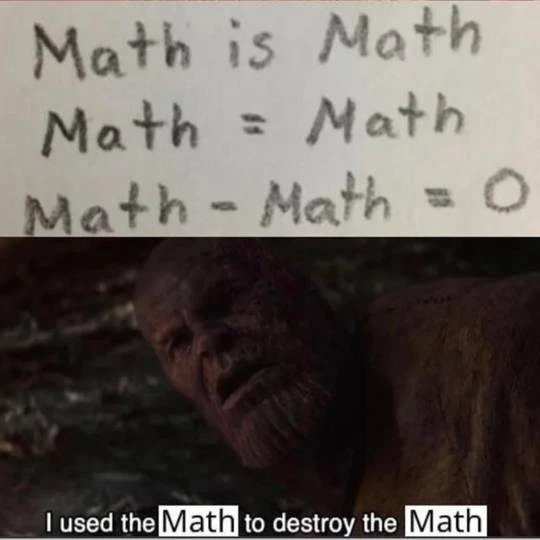 Math is Math
Math = Math
Math - Math = 0
I used the Math to destroy the Math